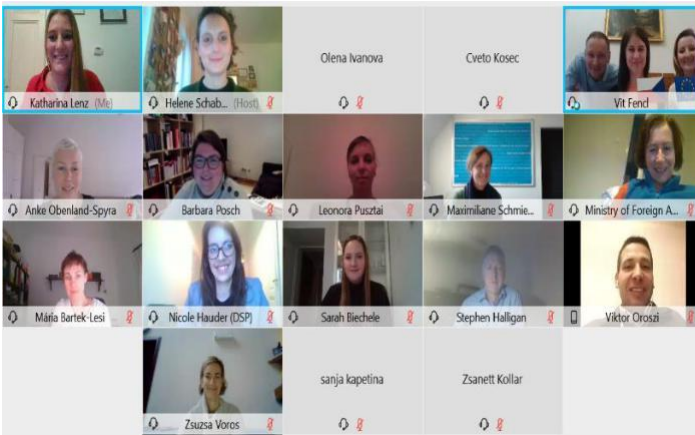 Katharina Lenz (Me)
Helene Schab... (Host)
Olena Ivanova
Cveto Kosec
Vit Fencl
Anke Obenland-Spyra
Barbara Posch
Leonora Pusztai
Maximiliane Schmie...
Ministry of Foreign A...
Mária Bartek-Lesi
Nicole Hauder (DSP)
Sarah Biechele
Stephen Halligan
Viktor Oroszi
Zsuzsa Voros
sanja kapetina
Zsanett Kollar